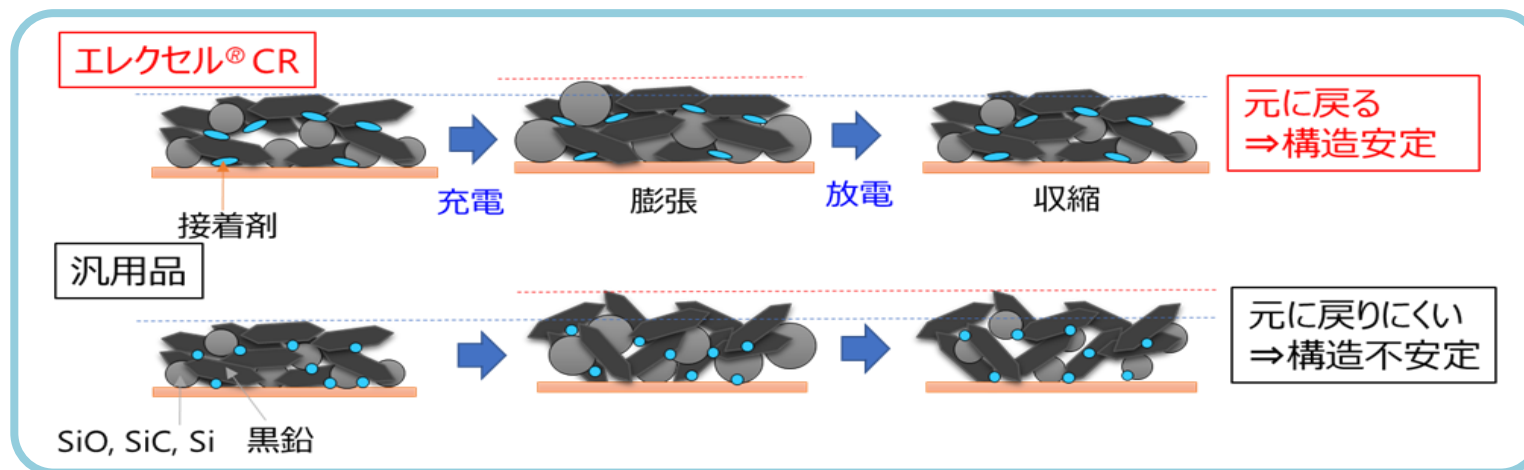 エレクセル® CR
充電
膨張
放電
収縮
元に戻る
⇒構造安定
接着剤
汎用品
元に戻りにくい
⇒構造不安定
SiO, SiC, Si
黒鉛